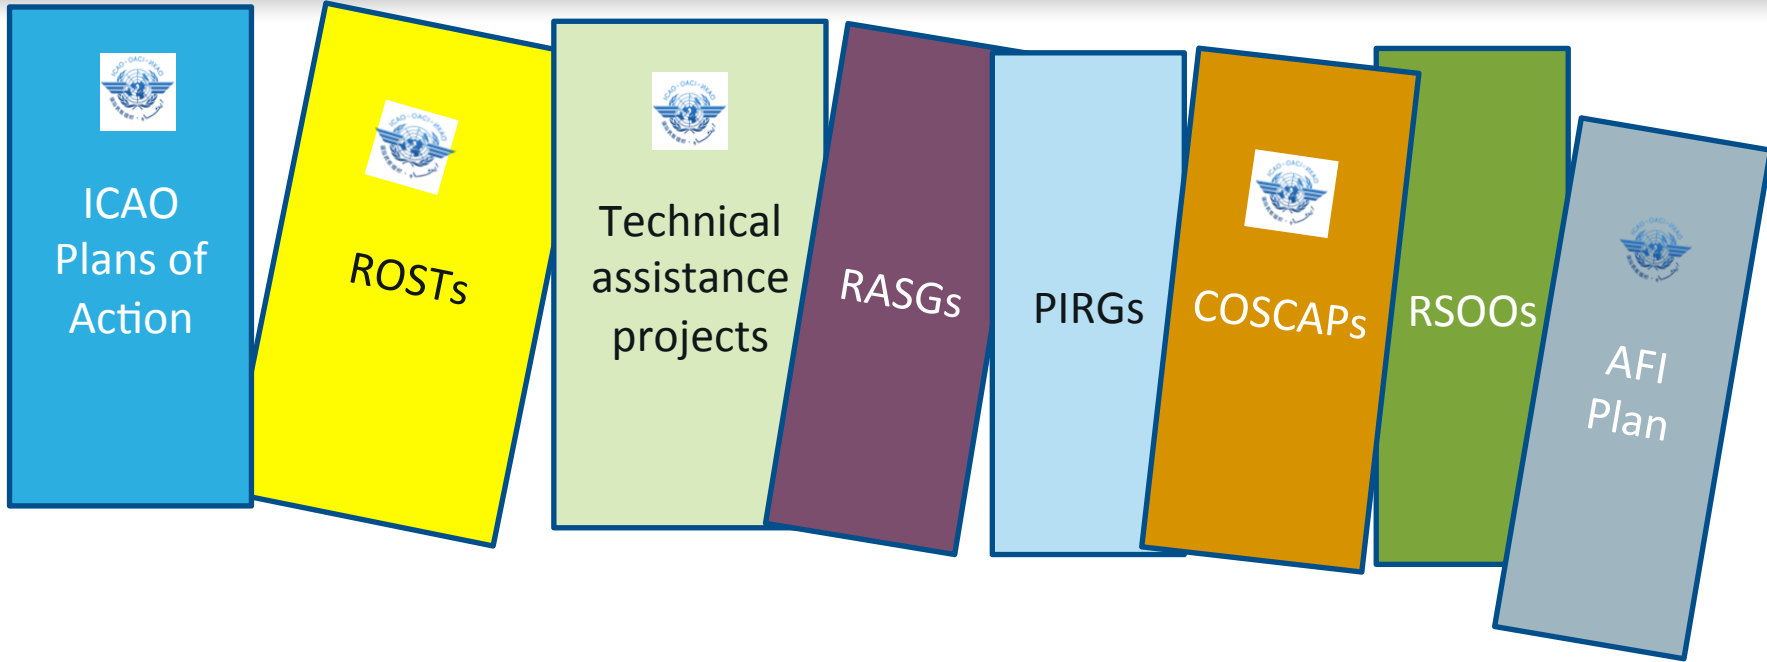 ICAO
Plans of
Action
ROSTs
Technical
assistance
projects
RASGs
PIRGs
COSCAPs
RSOOs
AFI
Plan